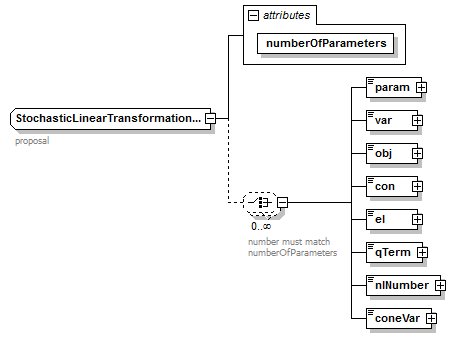 attributes
numberOfParameters
StochasticLinearTransformation...
proposal
0..∞
number must match
numberOfParameters
param
var
obj
con
el
qTerm
nlNumber
coneVar